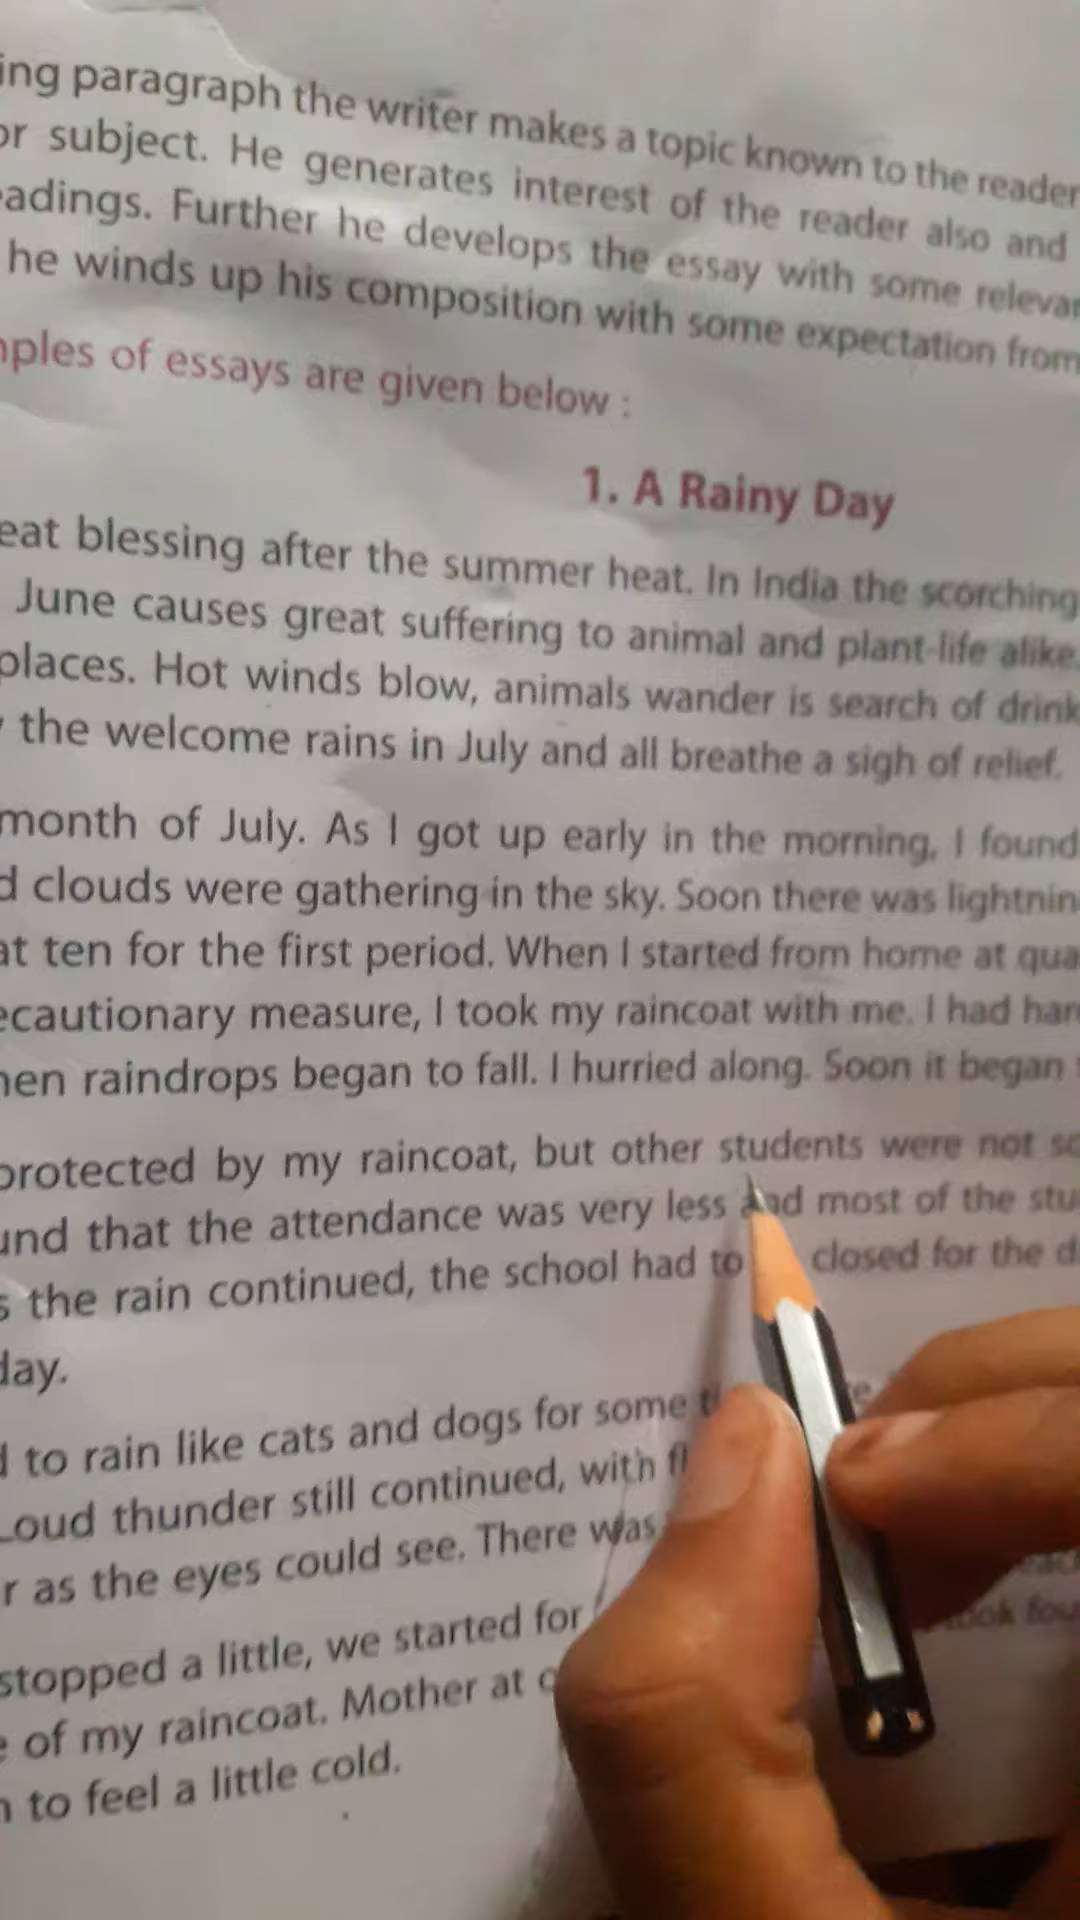 ing paragraph the writer makes a topic known to the reader
or subject. He generates interest of the reader also and
adings. Further he develops the essay with some relevan
he winds up his composition with some expectation from
ples of essays are given below :
1. A Rainy Day
eat blessing after the summer heat. In India the scorching
June causes great suffering to animal and plant-life alike.
places. Hot winds blow, animals wander is search of drink
the welcome rains in July and all breathe a sigh of relief.
month of July. As I got up early in the morning, I found
d clouds were gathering in the sky. Soon there was lightnin
at ten for the first period. When I started from home at qua
ecautionary measure, I took my raincoat with me. I had har
hen raindrops began to fall. I hurried along. Soon it began
protected by my raincoat, but other students were not so
und that the attendance was very less and most of the stu
s the rain continued, the school had to closed for the d
day.
d to rain like cats and dogs for some
Loud thunder still continued, with fl
r as the eyes could see. There was
stopped a little, we started for
e of my raincoat. Mother at
n to feel a little cold.